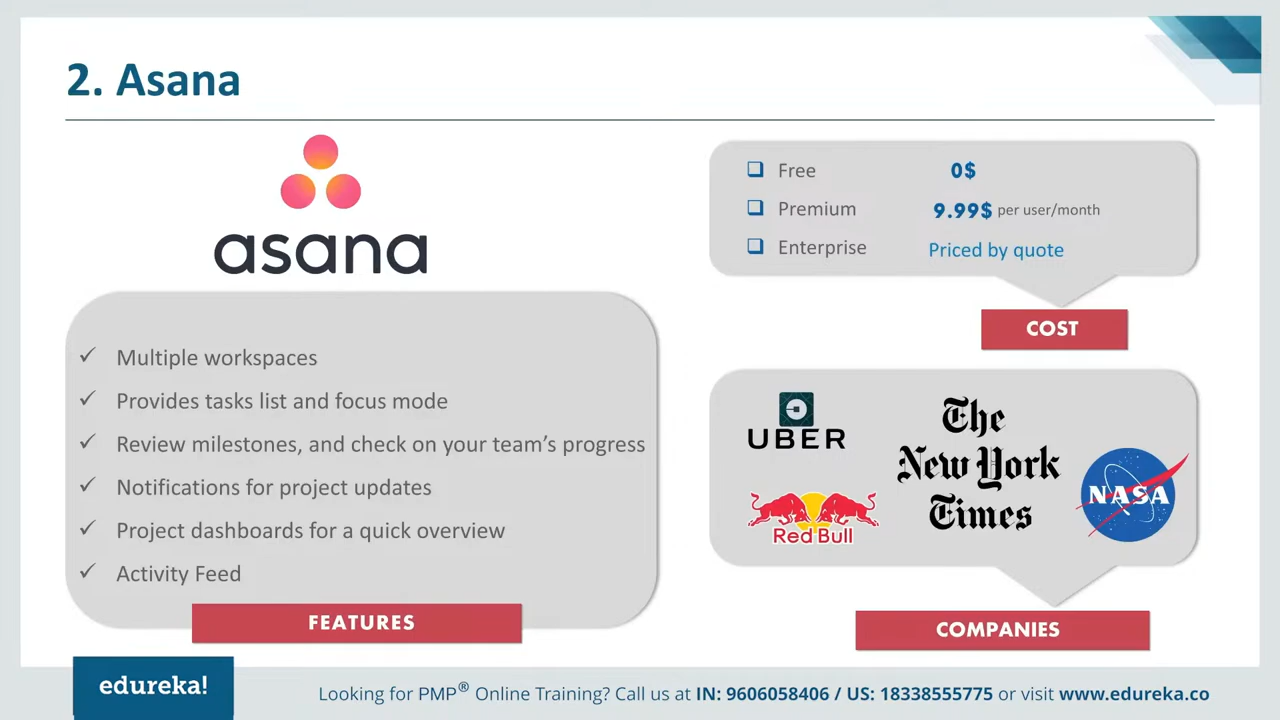 2. Asana
asana
Multiple workspaces
Provides tasks list and focus mode
Review milestones, and check on your team's progress
Notifications for project updates
Project dashboards for a quick overview
Activity Feed
FEATURES
Free 0$
Premium 9.99$ per user/month
Enterprise Priced by quote
COST
UBER
The
New York
Times
NASA
Red Bull
COMPANIES
edureka!
Looking for PMP® Online Training? Call us at IN: 9606058406 / US: 18338555775 or visit www.edureka.co